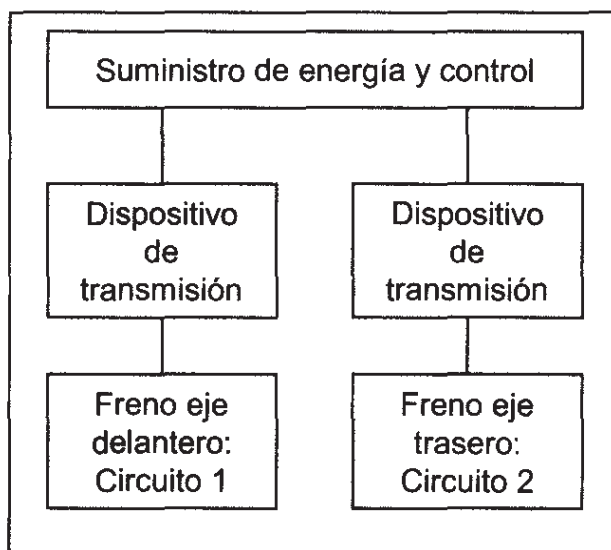 Suministro de energía y control
Dispositivo
de
transmisión
Dispositivo
de
transmisión
Freno eje
delantero:
Circuito 1
Freno eje
trasero:
Circuito 2